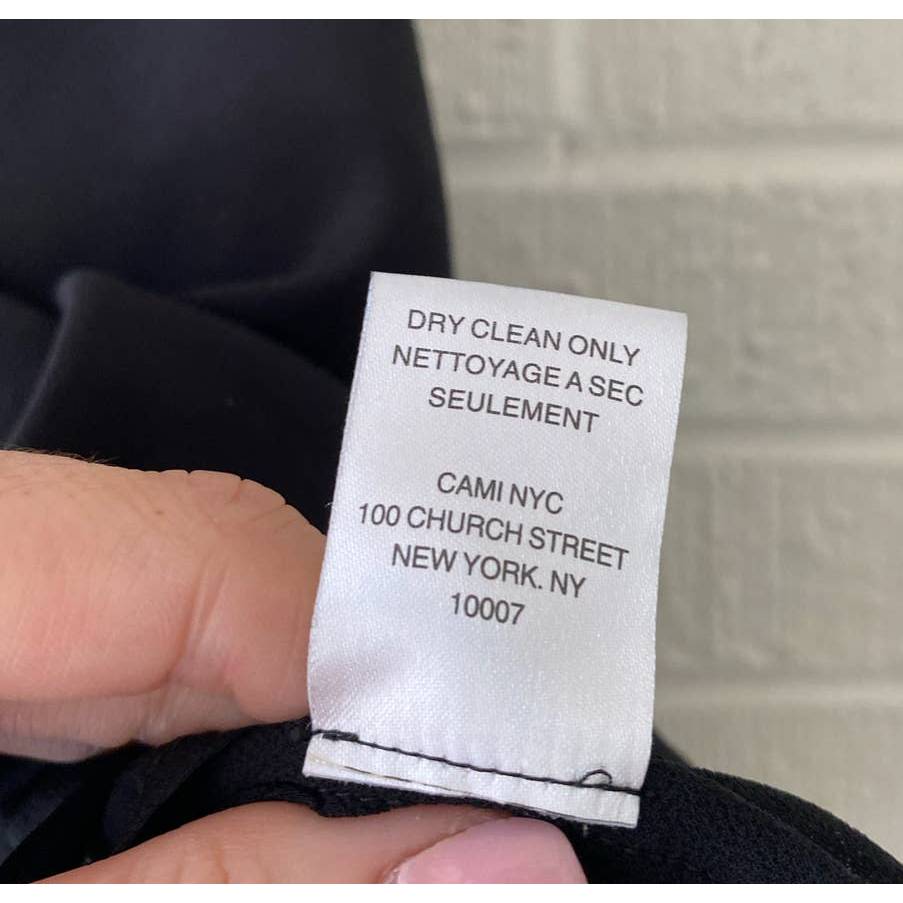 DRY CLEAN ONLY
NETTOYAGE A SEC
SEULEMENT
CAMI NYC
100 CHURCH STREET
NEW YORK. NY
10007